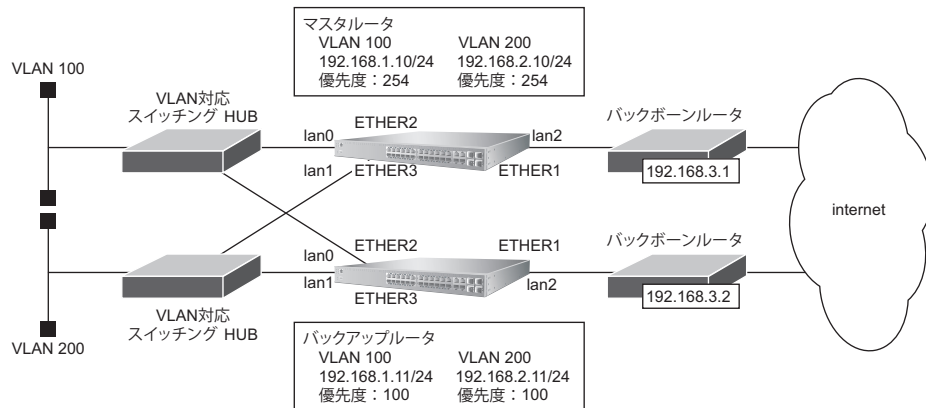 マスタルータ
VLAN 100 VLAN 200
192.168.1.10/24 192.168.2.10/24
優先度：254 優先度：254
VLAN 100
VLAN対応
スイッチング HUB
ETHER2
lan0
lan2
バックボーンルータ
lan1
ETHER3
ETHER1
192.168.3.1
internet
ETHER2
ETHER1
バックボーンルータ
lan0
lan1
lan2
ETHER3
192.168.3.2
VLAN対応
スイッチング HUB
VLAN 200
バックアップルータ
VLAN 100 VLAN 200
192.168.1.11/24 192.168.2.11/24
優先度：100 優先度：100